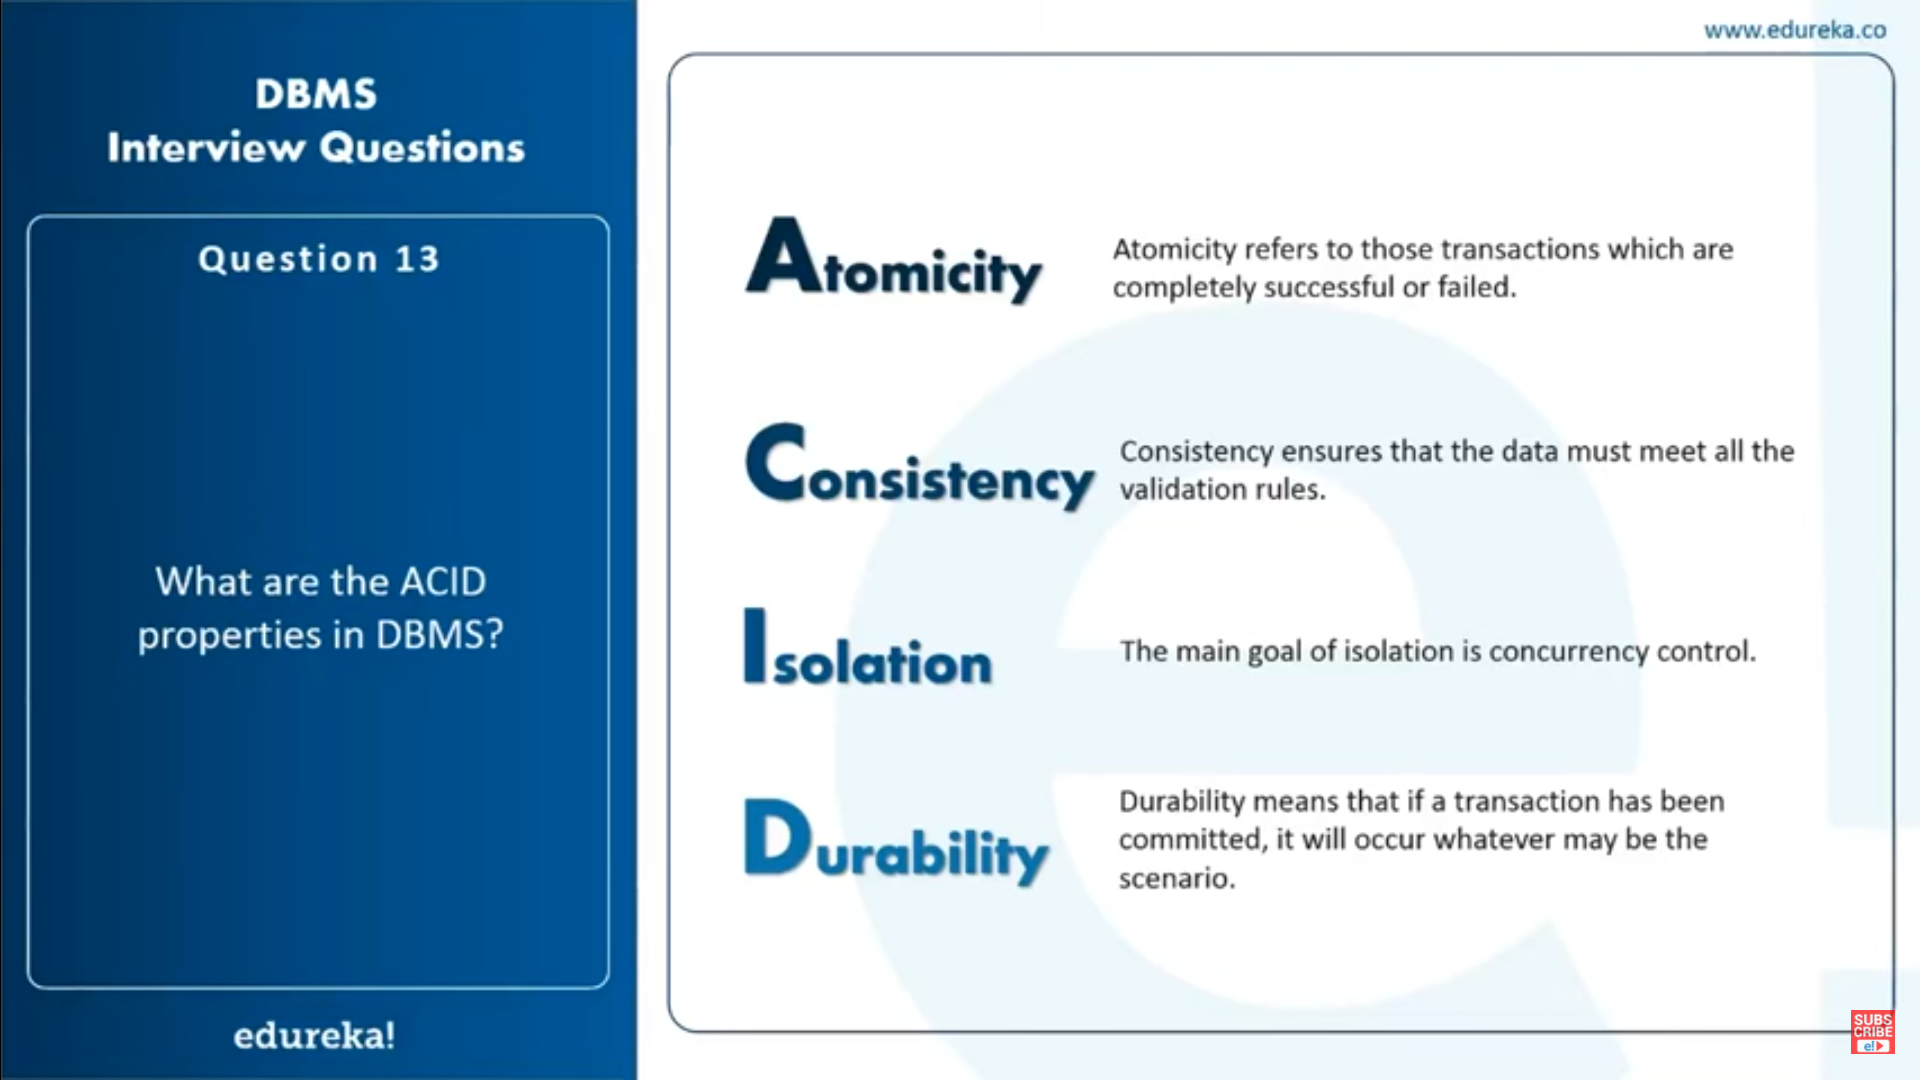 www.edureka.co
DBMS
Interview Questions
Question 13
What are the ACID
properties in DBMS?
edureka!
Atomicity
Atomicity refers to those transactions which are
completely successful or failed.
Consistency
Consistency ensures that the data must meet all the
validation rules.
Isolation
The main goal of isolation is concurrency control.
Durability
Durability means that if a transaction has been
committed, it will occur whatever may be the
scenario.
SUBS
CRIBE
e!